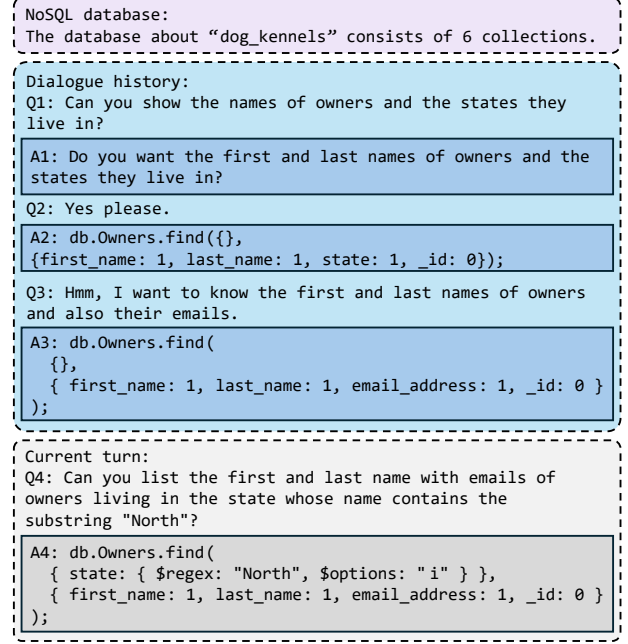 NoSQL database:
The database about “dog_kennels” consists of 6 collections.
Dialogue history:
Q1: Can you show the names of owners and the states they
live in?
A1: Do you want the first and last names of owners and the
states they live in?
Q2: Yes please.
A2: db.Owners.find({},
{first_name: 1, last_name: 1, state: 1, _id: 0});
Q3: Hmm, I want to know the first and last names of owners
and also their emails.
A3: db.Owners.find(
  {},
  { first_name: 1, last_name: 1, email_address: 1, _id: 0 }
);
Current turn:
Q4: Can you list the first and last name with emails of
owners living in the state whose name contains the
substring "North"?
A4: db.Owners.find(
  { state: { $regex: "North", $options: "i" } },
  { first_name: 1, last_name: 1, email_address: 1, _id: 0 }
);